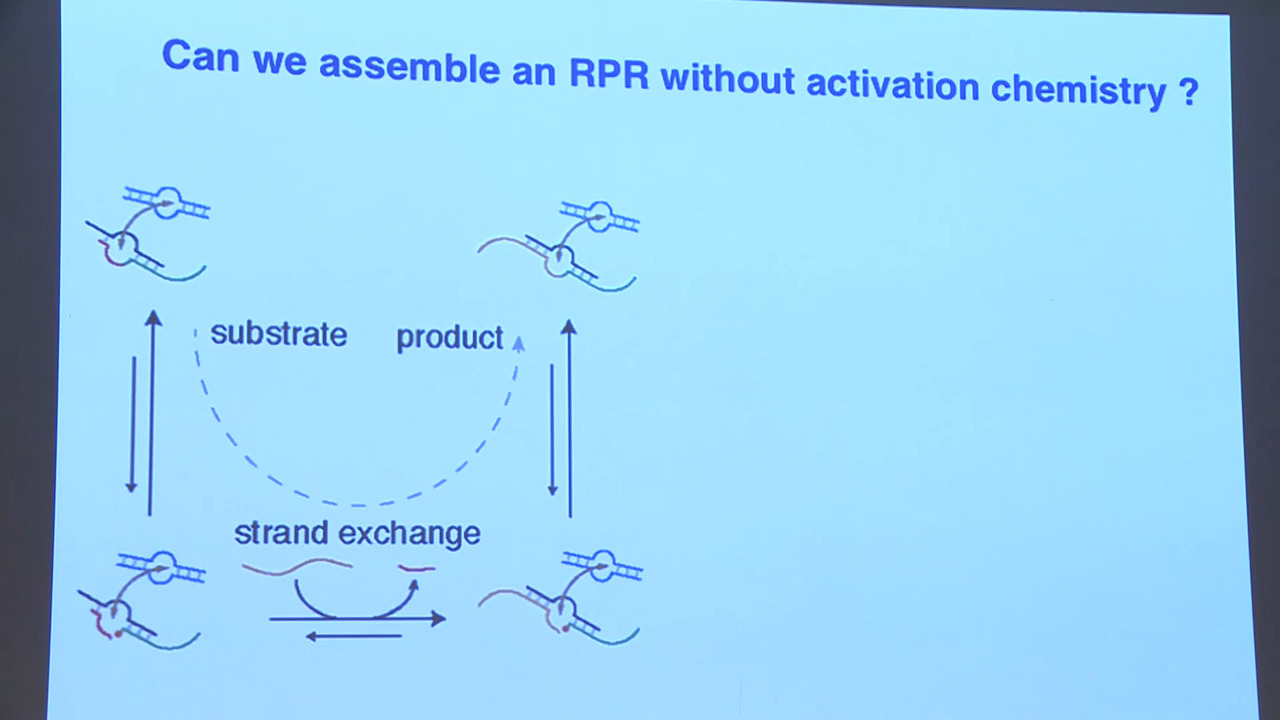 Can we assemble an RPR without activation chemistry ?
substrate product
strand exchange